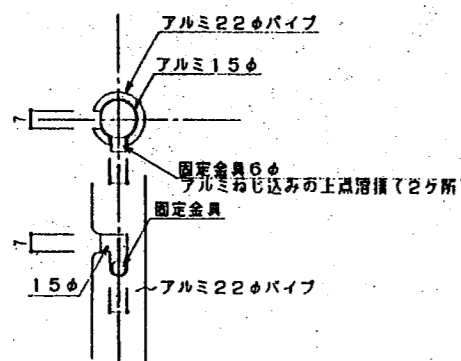 アルミ22φパイプ
アルミ15φ
7
固定金具6φ
アルミねじ込みの上点溶接て2ケ所
固定金具
7
15φ
アルミ22φパイプ